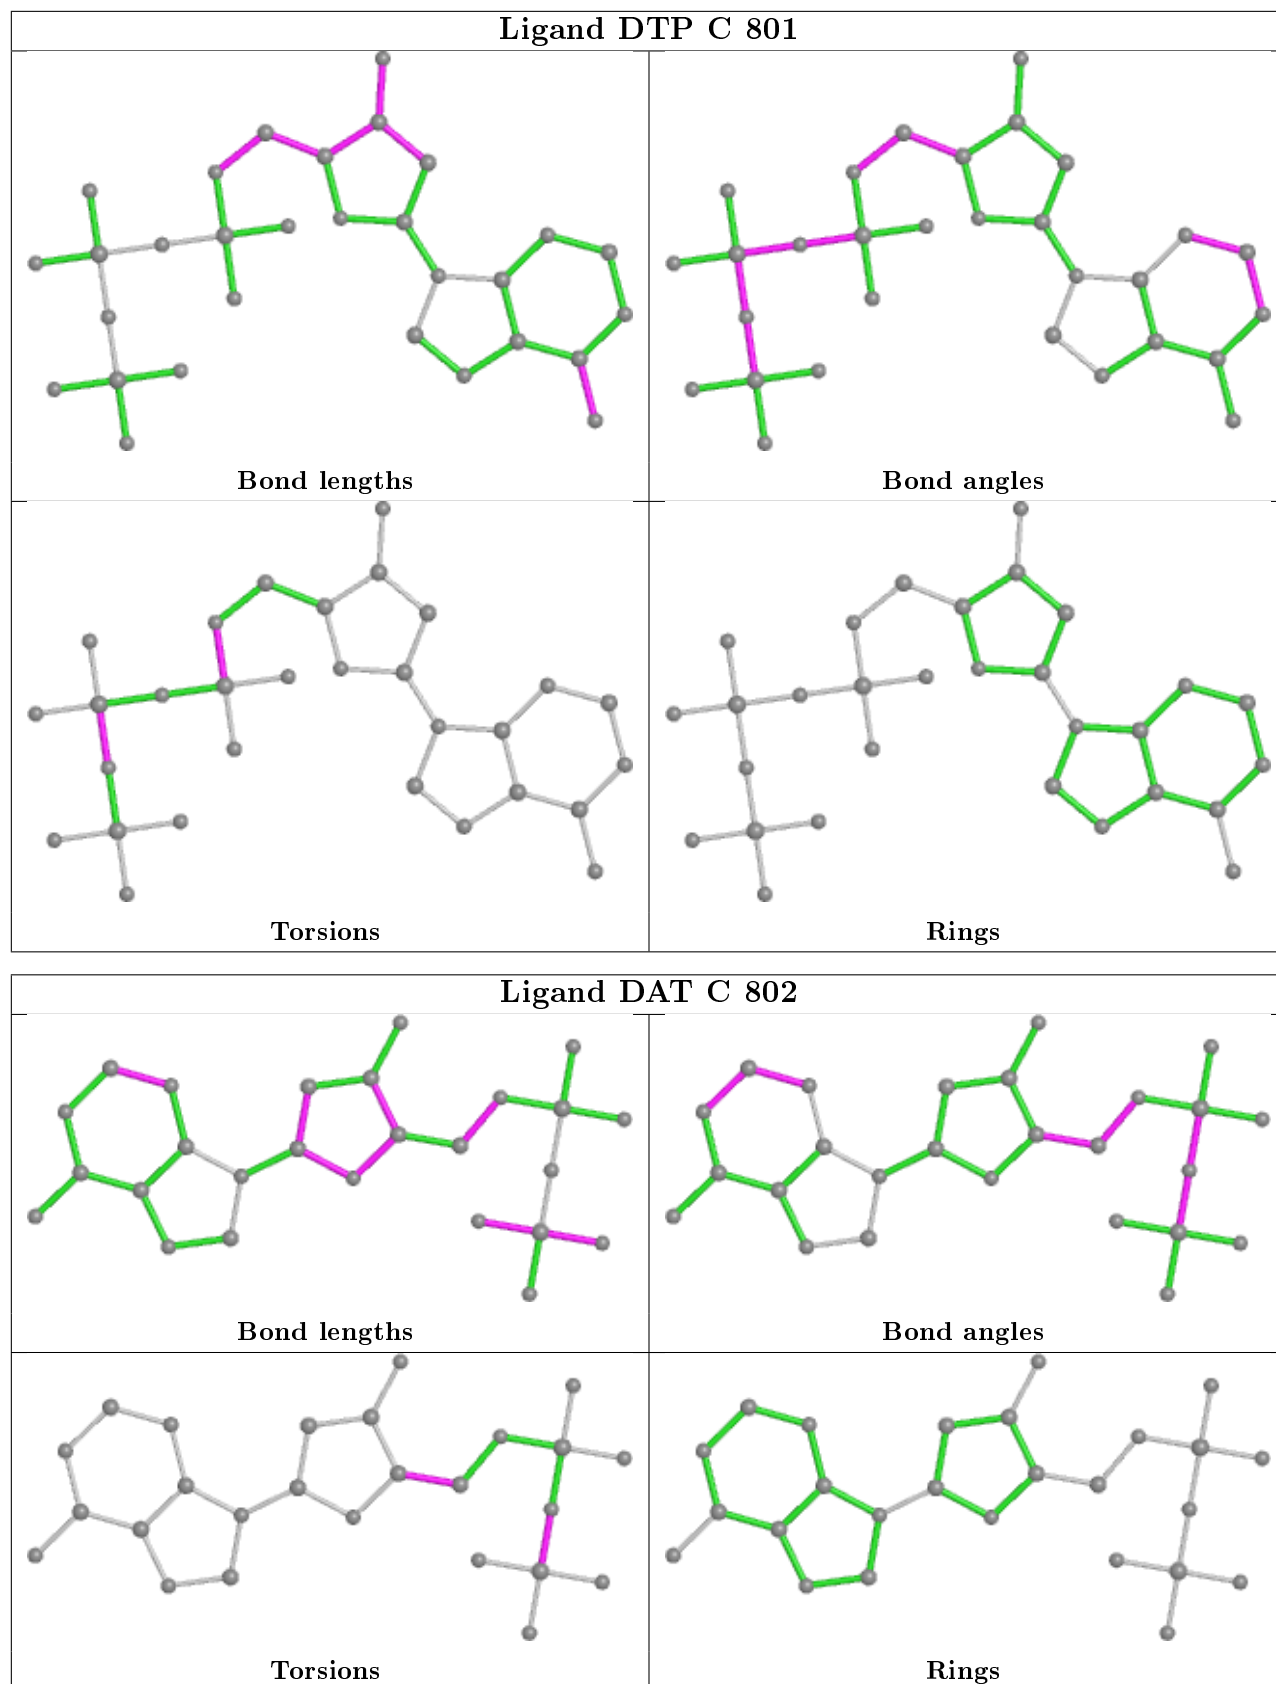 Ligand DTP C 801
Bond lengths
Bond angles
Torsions
Rings
Ligand DAT C 802
Bond lengths
Bond angles
Torsions
Rings